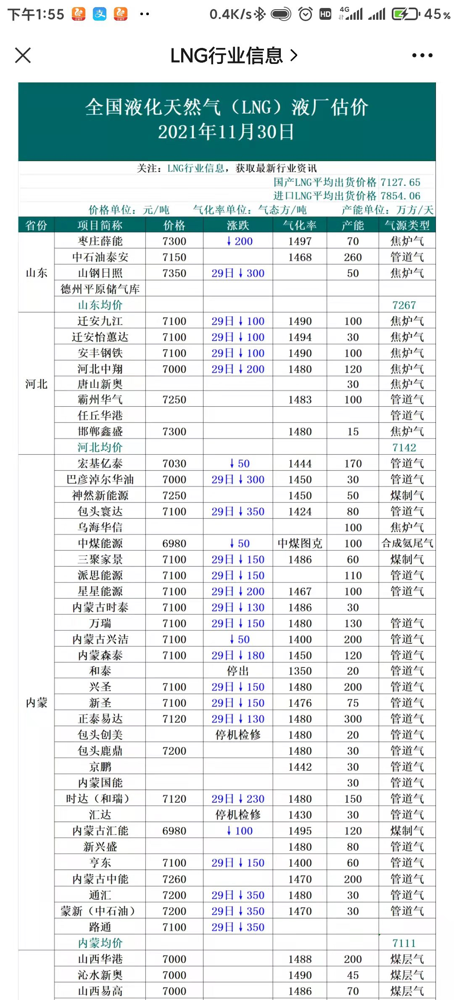 下午1:55 0.4K/s HD 4G 45%
LNG行业信息
全国液化天然气（LNG）液厂估价
2021年11月30日
关注：LNG行业信息，获取最新行业资讯
国产LNG平均出货价格 7127.65
进口LNG平均出货价格 7854.06
价格单位：元/吨 气化率单位：气态方/吨 产能单位：万方/天
省份 项目简称 价格 涨跌 气化率 产能 气源类型
枣庄薛能 7300 ↓200 1497 70 焦炉气
中石油泰安 7150 1468 260 管道气
山东 山钢日照 7350 29日↓300 50 焦炉气
德州平原储气库
山东均价 7267
迁安九江 7100 29日↓100 1490 100 焦炉气
迁安怡蕙达 7100 29日↓100 1494 30 焦炉气
安丰钢铁 7100 29日↓100 1490 100 焦炉气
河北中翔 7000 29日↓200 1480 120 焦炉气
河北 唐山新奥 30 焦炉气
霸州华气 7250 1483 100 管道气
任丘华港 管道气
邯郸鑫盛 7300 1480 15 焦炉气
河北均价 7142
宏基亿泰 7030 ↓50 1444 170 管道气
巴彦淖尔华油 7000 29日↓300 1450 30 管道气
神然新能源 7250 1450 50 煤制气
包头寰达 7100 29日↓350 1424 80 管道气
乌海华信 100 焦炉气
中煤能源 6980 ↓50 中煤图克 100 合成氨尾气
三聚家景 7100 29日↓150 1486 60 煤制气
派思能源 7100 29日↓150 110 管道气
星星能源 7100 29日↓200 1467 100 管道气
内蒙古时泰 7100 29日↓130 1486 30
万瑞 7100 29日↓150 1480 130 管道气
内蒙古兴洁 7100 ↓50 1400 200 管道气
内蒙森泰 7100 29日↓180 1450 120 管道气
和泰 停出 1350 20 管道气
兴圣 7100 29日↓150 1480 200 管道气
内蒙 新圣 7100 29日↓150 1476 75 管道气
正泰易达 7120 29日↓130 1480 300 管道气
包头创美 停机检修 1480 20 管道气
包头鹿鼎 7200 1480 30 管道气
京鹏 1442 30 管道气
内蒙国能 30 管道气
时达（和瑞） 7120 29日↓230 1480 150 管道气
汇达 停机检修 1430 30 管道气
内蒙古汇能 6980 ↓100 1495 120 煤制气
新兴盛 1480 80 管道气
亨东 7100 29日↓150 1400 60 管道气
内蒙古中能 7260 1470 200 管道气
通汇 7200 29日↓350 1480 30 管道气
蒙新（中石油） 7200 29日↓350 1470 30 管道气
路通 7100 29日↓350
内蒙均价 7111
山西华港 7000 1488 200 煤层气
沁水新奥 7000 1490 45 煤层气
山西易高 7000 1486 70 煤层气